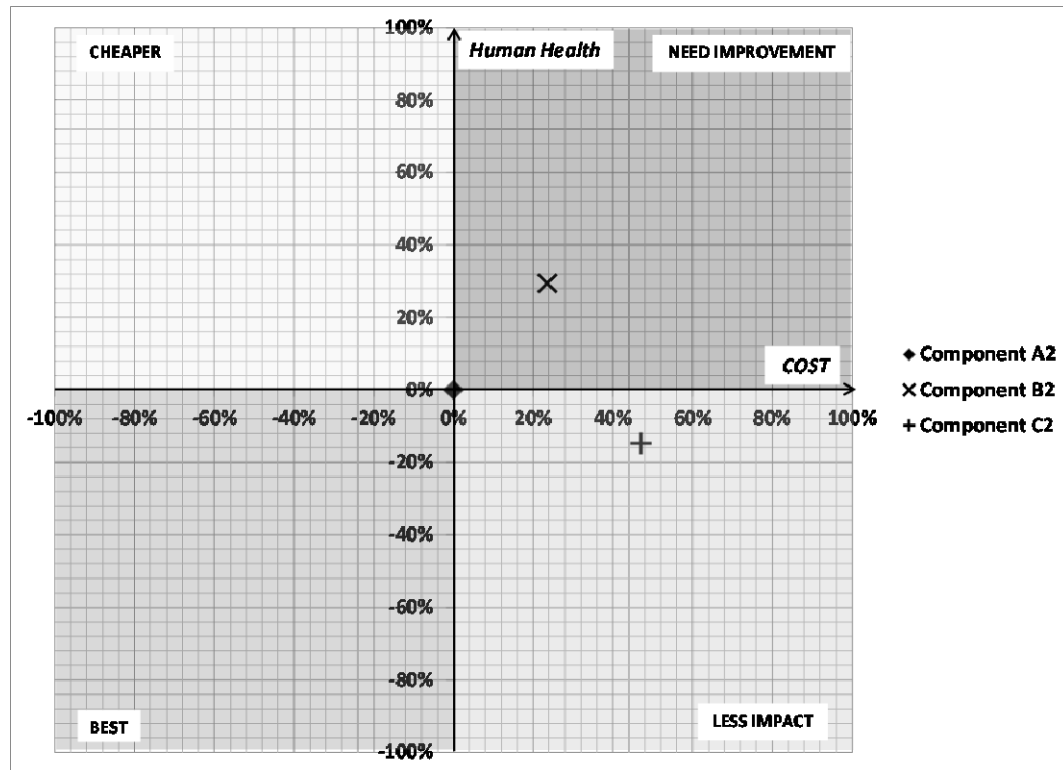 100%
CHEAPER
Human Health
NEED IMPROVEMENT
80%
60%
40%
20%
COST
Component A2
0%
Component B2
-100% -80% -60% -40% -20% 0% 20% 40% 60% 80% 100%
Component C2
-20%
-40%
-60%
-80%
LESS IMPACT
BEST
-100%